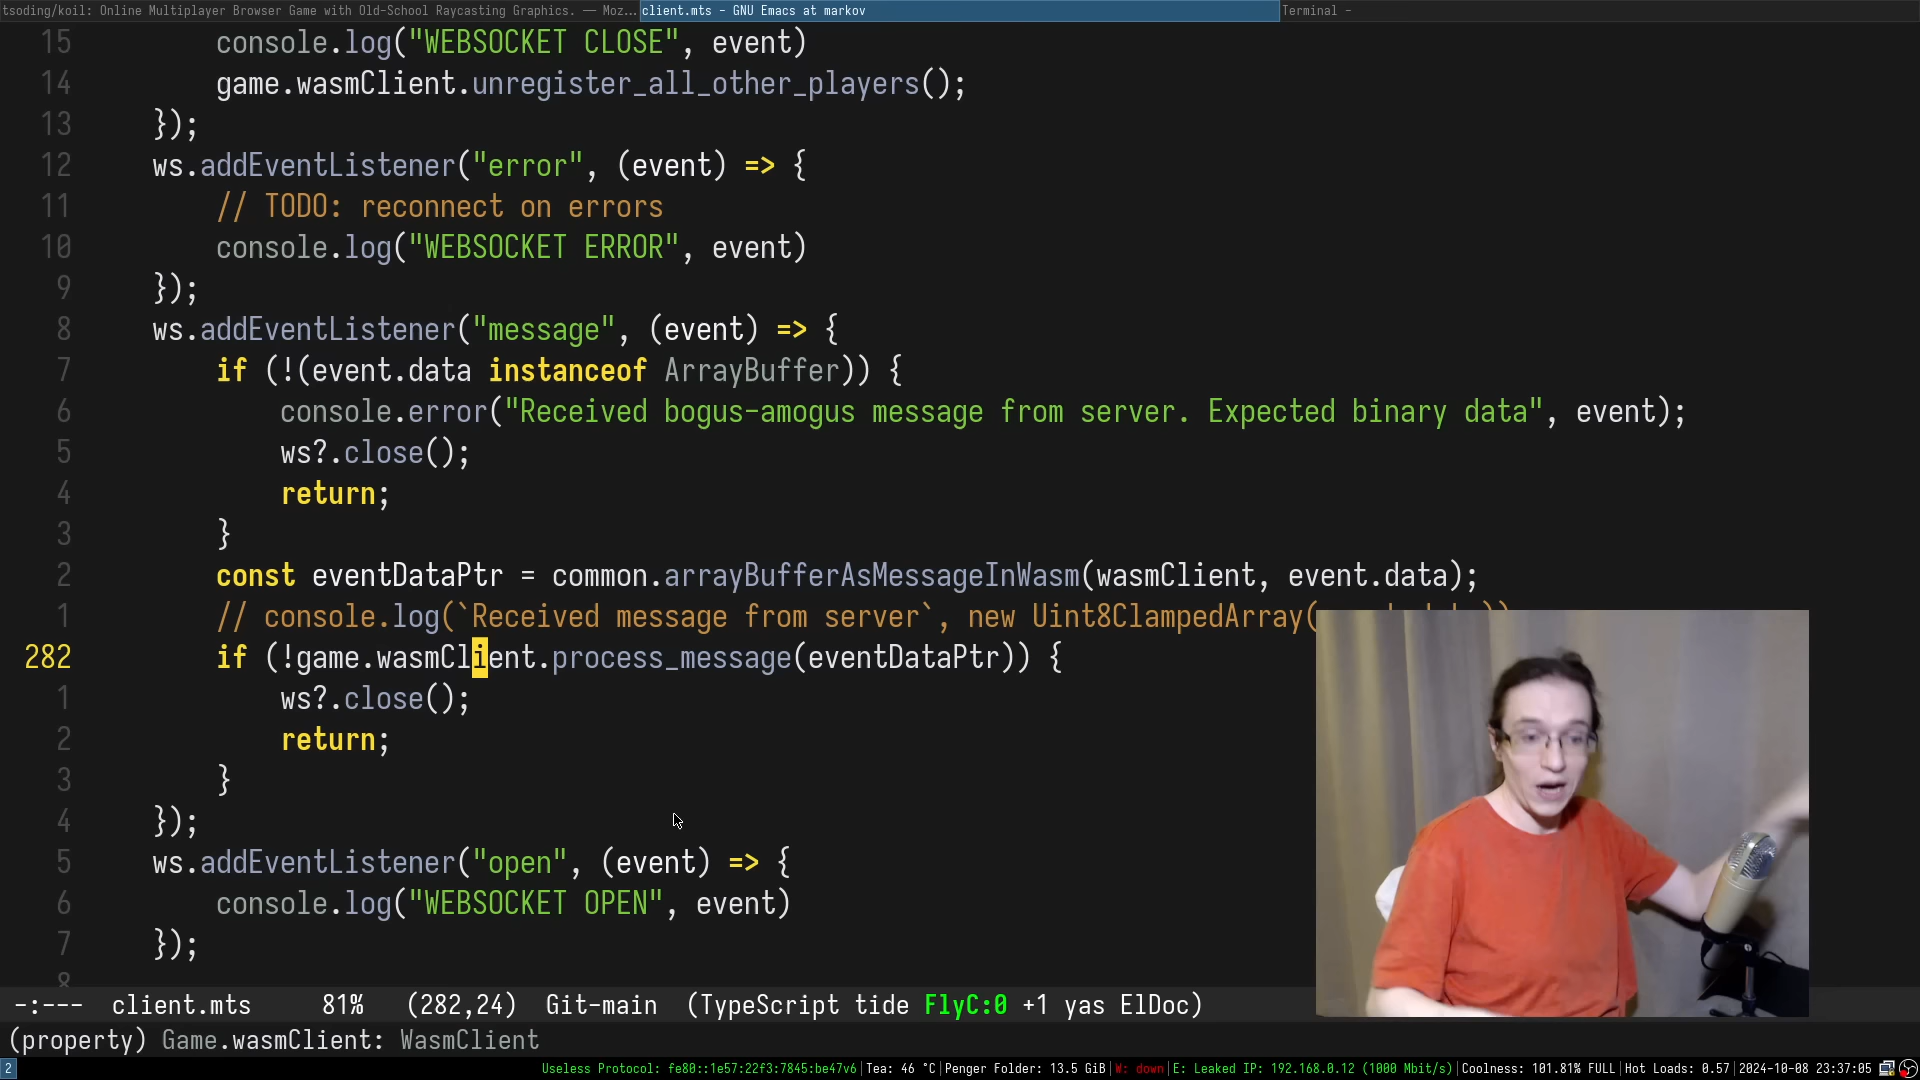 tsoding/koil: Online Multiplayer Browser Game with Old-School Raycasting Graphics. — Moz...
client.mts - GNU Emacs at markov
Terminal -
15 console.log("WEBSOCKET CLOSE", event)
14 game.wasmClient.unregister_all_other_players();
13 });
12 ws.addEventListener("error", (event) => {
11 // TODO: reconnect on errors
10 console.log("WEBSOCKET ERROR", event)
9 });
8 ws.addEventListener("message", (event) => {
7 if (!(event.data instanceof ArrayBuffer)) {
6 console.error("Received bogus-amogus message from server. Expected binary data", event);
5 ws?.close();
4 return;
3 }
2 const eventDataPtr = common.arrayBufferAsMessageInWasm(wasmClient, event.data);
1 // console.log(`Received message from server`, new Uint8ClampedArray(
282 if (!game.wasmClient.process_message(eventDataPtr)) {
1 ws?.close();
2 return;
3 }
4 });
5 ws.addEventListener("open", (event) => {
6 console.log("WEBSOCKET OPEN", event)
7 });
8
-:--- client.mts 81% (282,24) Git-main (TypeScript tide FlyC:0 +1 yas ElDoc)
(property) Game.wasmClient: WasmClient
2 Useless Protocol: fe80::1e57:22f3:7845:be47v6|Tea: 46 °C|Penger Folder: 13.5 GiB|W: down|E: Leaked IP: 192.168.0.12 (1000 Mbit/s)|Coolness: 101.81% FULL|Hot Loads: 0.57|2024-10-08 23:37:05